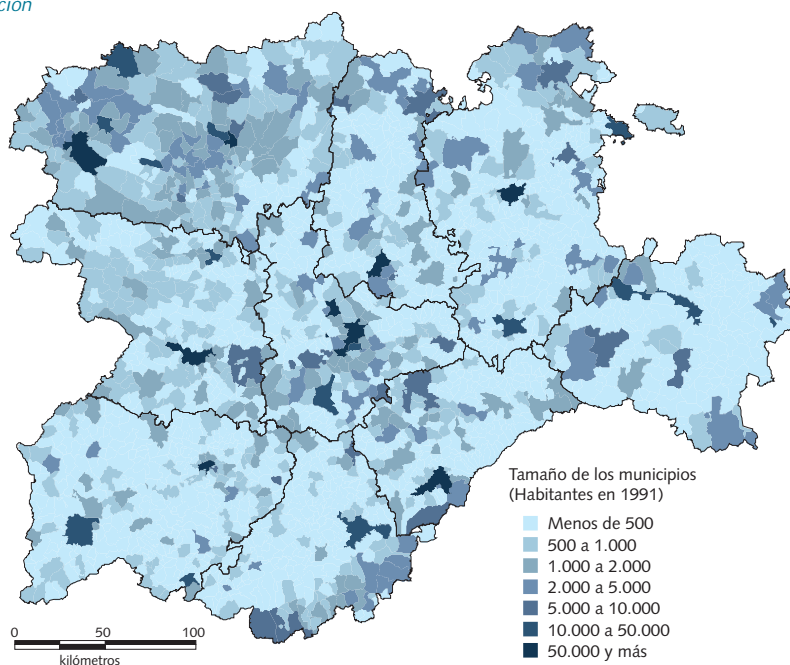 ción
Tamaño de los municipios
(Habitantes en 1991)
Menos de 500
500 a 1.000
1.000 a 2.000
2.000 a 5.000
5.000 a 10.000
10.000 a 50.000
50.000 y más
0 50 100
kilómetros